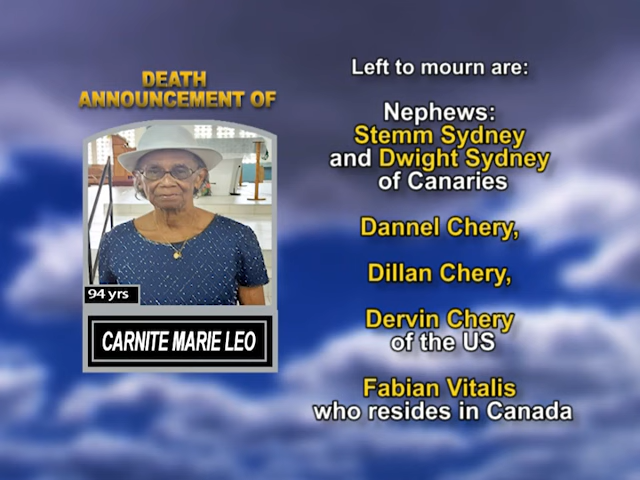 DEATH
ANNOUNCEMENT OF
94 yrs
CARNITE MARIE LEO
Left to mourn are:
Nephews:
Stemm Sydney
and Dwight Sydney
of Canaries
Dannel Chery,
Dillan Chery,
Dervin Chery
of the US
Fabian Vitalis
who resides in Canada